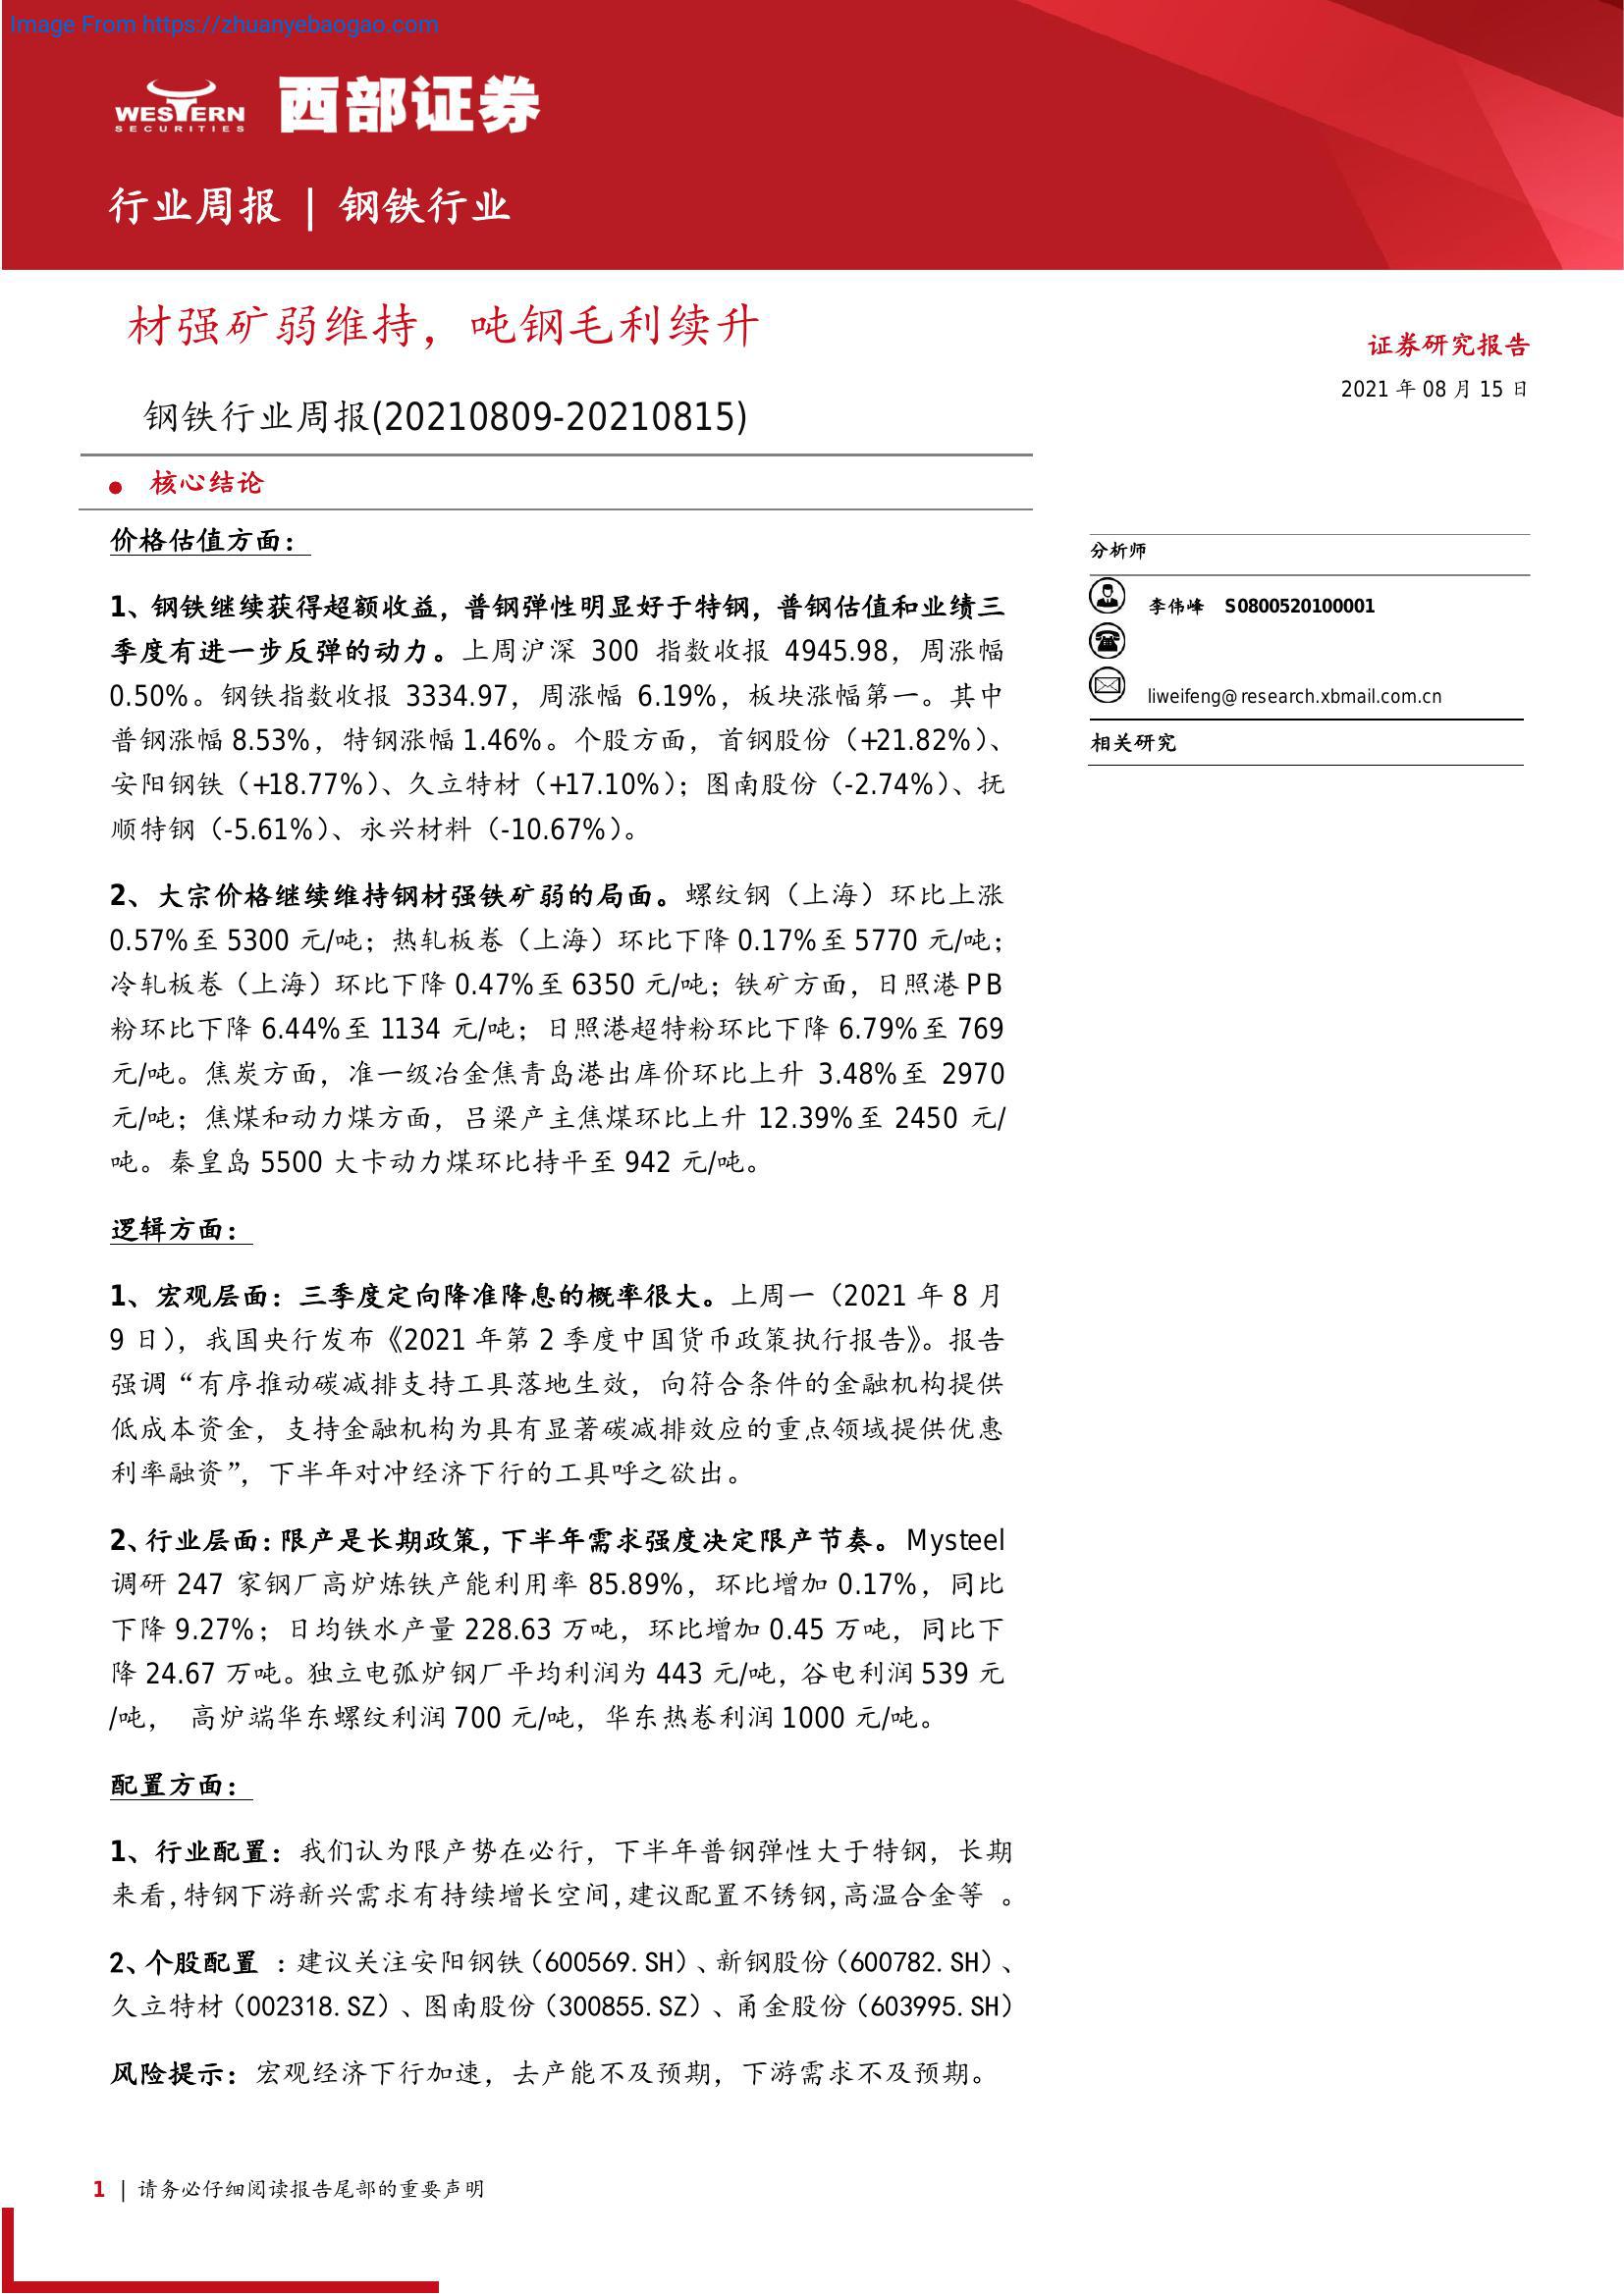 Image From https://zhuanyebaogao.com
WESTERN
SECURITIES
西部证券
行业周报 | 钢铁行业
材强矿弱维持，吨钢毛利续升
钢铁行业周报(20210809-20210815)
● 核心结论
价格估值方面：
1、钢铁继续获得超额收益，普钢弹性明显好于特钢，普钢估值和业绩三
季度有进一步反弹的动力。上周沪深 300 指数收报 4945.98，周涨幅
0.50%。钢铁指数收报 3334.97，周涨幅 6.19%，板块涨幅第一。其中
普钢涨幅 8.53%，特钢涨幅 1.46%。个股方面，首钢股份（+21.82%）、
安阳钢铁（+18.77%）、久立特材（+17.10%）；图南股份（-2.74%）、抚
顺特钢（-5.61%）、永兴材料（-10.67%）。
2、大宗价格继续维持钢材强铁矿弱的局面。螺纹钢（上海）环比上涨
0.57%至 5300 元/吨；热轧板卷（上海）环比下降 0.17%至 5770 元/吨；
冷轧板卷（上海）环比下降 0.47%至 6350 元/吨；铁矿方面，日照港 PB
粉环比下降 6.44%至 1134 元/吨；日照港超特粉环比下降 6.79%至 769
元/吨。焦炭方面，准一级冶金焦青岛港出库价环比上升 3.48%至 2970
元/吨；焦煤和动力煤方面，吕梁产主焦煤环比上升 12.39%至 2450 元/
吨。秦皇岛 5500 大卡动力煤环比持平至 942 元/吨。
逻辑方面：
1、宏观层面：三季度定向降准降息的概率很大。上周一（2021 年 8 月
9 日），我国央行发布《2021 年第 2 季度中国货币政策执行报告》。报告
强调“有序推动碳减排支持工具落地生效，向符合条件的金融机构提供
低成本资金，支持金融机构为具有显著碳减排效应的重点领域提供优惠
利率融资”，下半年对冲经济下行的工具呼之欲出。
2、行业层面：限产是长期政策，下半年需求强度决定限产节奏。Mysteel
调研 247 家钢厂高炉炼铁产能利用率 85.89%，环比增加 0.17%，同比
下降 9.27%；日均铁水产量 228.63 万吨，环比增加 0.45 万吨，同比下
降 24.67 万吨。独立电弧炉钢厂平均利润为 443 元/吨，谷电利润 539 元
/吨， 高炉端华东螺纹利润 700 元/吨，华东热卷利润 1000 元/吨。
配置方面：
1、行业配置：我们认为限产势在必行，下半年普钢弹性大于特钢，长期
来看，特钢下游新兴需求有持续增长空间，建议配置不锈钢，高温合金等 。
2、个股配置 ：建议关注安阳钢铁（600569.SH）、新钢股份（600782.SH）、
久立特材（002318.SZ）、图南股份（300855.SZ）、甬金股份（603995.SH）
风险提示：宏观经济下行加速，去产能不及预期，下游需求不及预期。
证券研究报告
2021 年 08 月 15 日
分析师
李伟峰 S0800520100001
liweifeng@research.xbmail.com.cn
相关研究
1 | 请务必仔细阅读报告尾部的重要声明